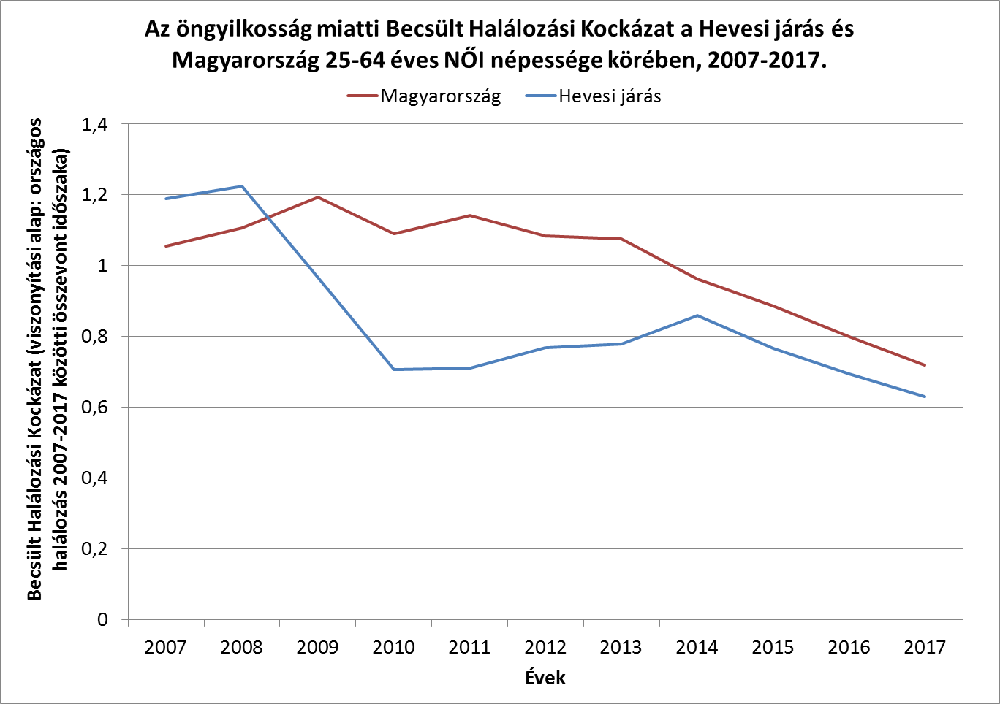 Az öngyilkosság miatti Becsült Halálozási Kockázat a Hevesi járás és
Magyarország 25-64 éves NŐI népessége körében, 2007-2017.
Magyarország Hevesi járás
Becsült Halálozási Kockázat (viszonyítási alap: országos
halálozás 2007-2017 közötti összevont időszaka)
1,4
1,2
1
0,8
0,6
0,4
0,2
0
2007 2008 2009 2010 2011 2012 2013 2014 2015 2016 2017
Évek